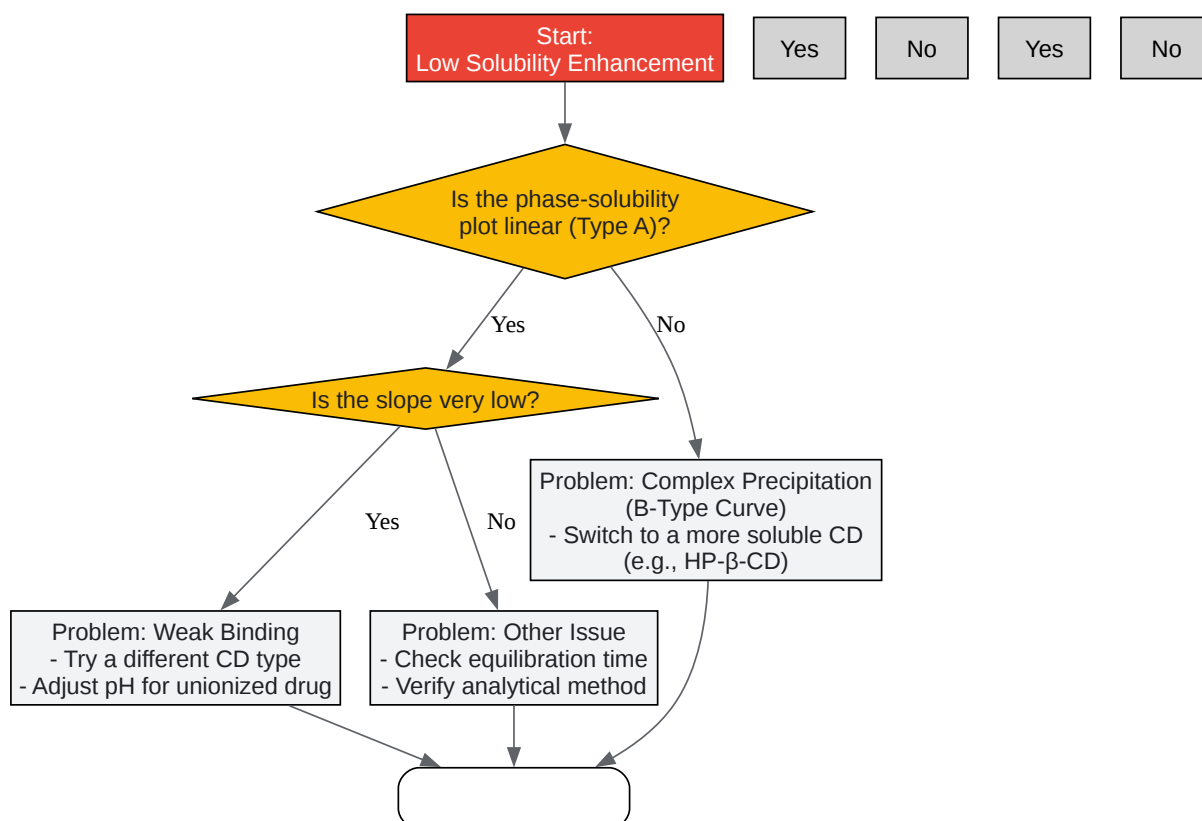 Start:
Low Solubility Enhancement
Yes
No
Yes
No
Is the phase-solubility
plot linear (Type A)?
Yes
No
Is the slope very low?
Problem: Complex Precipitation
(B-Type Curve)
- Switch to a more soluble CD
(e.g., HP-β-CD)
Yes
No
Problem: Weak Binding
- Try a different CD type
- Adjust pH for unionized drug
Problem: Other Issue
- Check equilibration time
- Verify analytical method